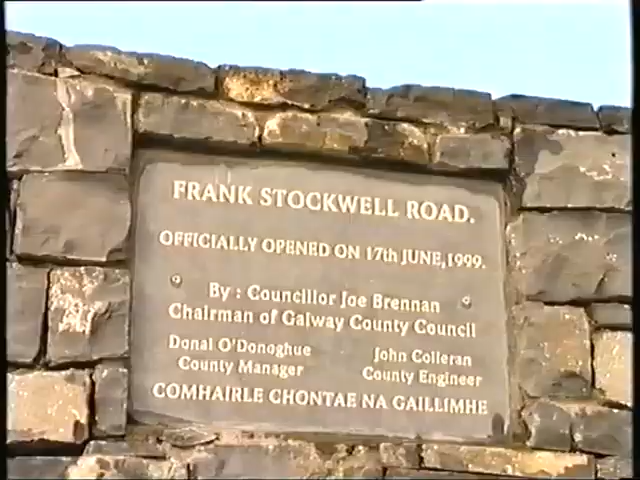 FRANK STOCKWELL ROAD.
OFFICIALLY OPENED ON 17th JUNE, 1999.
By : Councillor Joe Brennan
Chairman of Galway County Council
Donal O'Donoghue John Colleran
County Manager County Engineer
COMHAIRLE CHONTAE NA GAILLIMHE